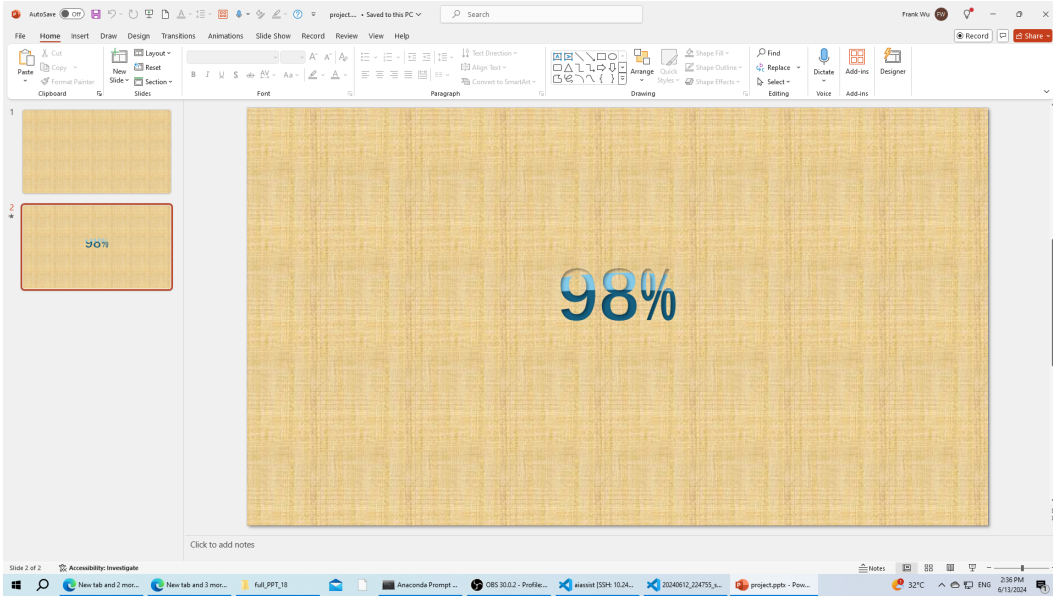 AutoSave Off project.... • Saved to this PC Search Frank Wu FW
File Home Insert Draw Design Transitions Animations Slide Show Record Review View Help Record Share
Paste Cut Copy Format Painter
Clipboard
New Slide Layout Reset Section
Slides
B I U S ab AV Aa A A A A
Font
Text Direction Align Text Convert to SmartArt
Paragraph
Arrange Quick Styles Shape Fill Shape Outline Shape Effects
Drawing
Find Replace Select
Editing
Dictate
Voice
Add-ins
Add-ins
Designer
1
2
98%
98%
Click to add notes
Slide 2 of 2 Accessibility: Investigate Notes
New tab and 2 mor... New tab and 3 mor... full_PPT_18 Anaconda Prompt ... OBS 30.0.2 - Profile:... aiassist [SSH: 10.24... 20240612_224755_s... project.pptx - Pow... 32°C ENG 2:36 PM
6/13/2024